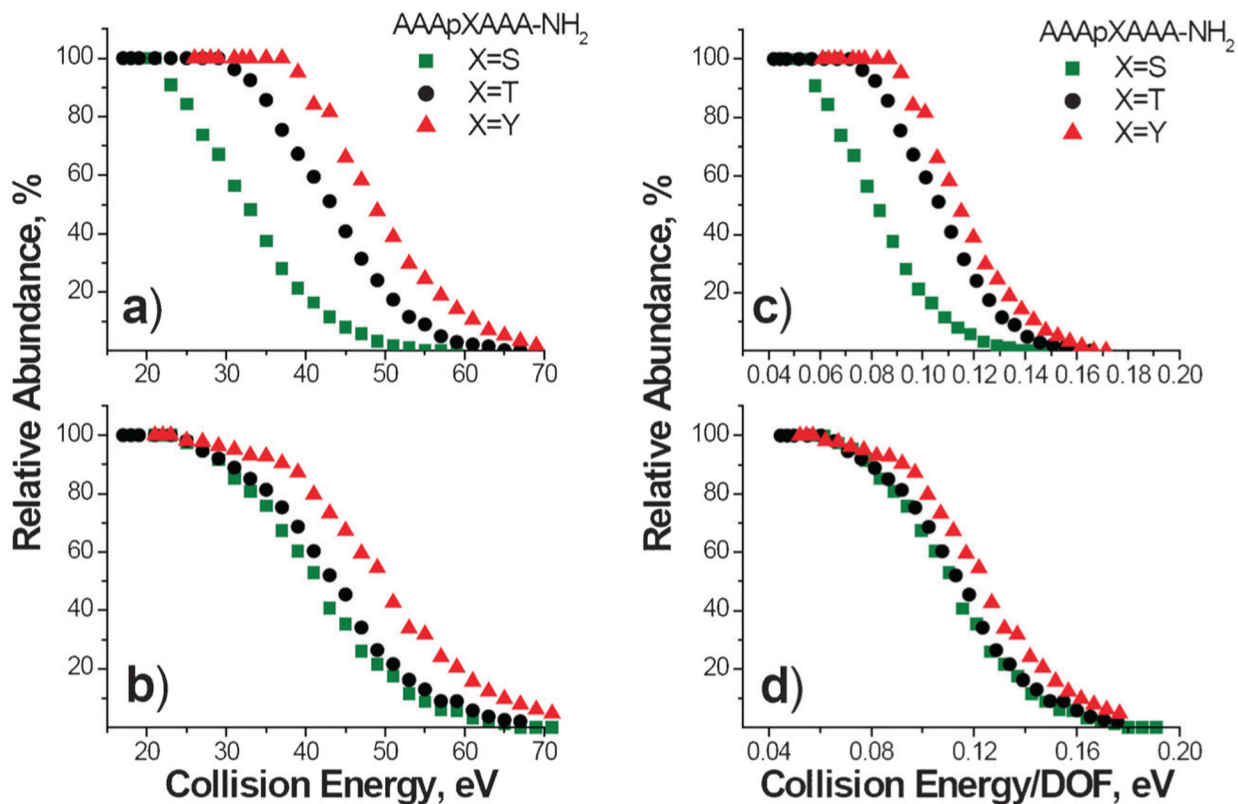 AAApXAAA-NH2
X=S
X=T
X=Y
100
80
60
40
20
a)
20 30 40 50 60 70
AAApXAAA-NH2
X=S
X=T
X=Y
100
80
60
40
20
c)
0.04 0.06 0.08 0.10 0.12 0.14 0.16 0.18 0.20
Relative Abundance, %
Relative Abundance, %
100
80
60
40
20
b)
20 30 40 50 60 70
Collision Energy, eV
100
80
60
40
20
d)
0.04 0.08 0.12 0.16 0.20
Collision Energy/DOF, eV